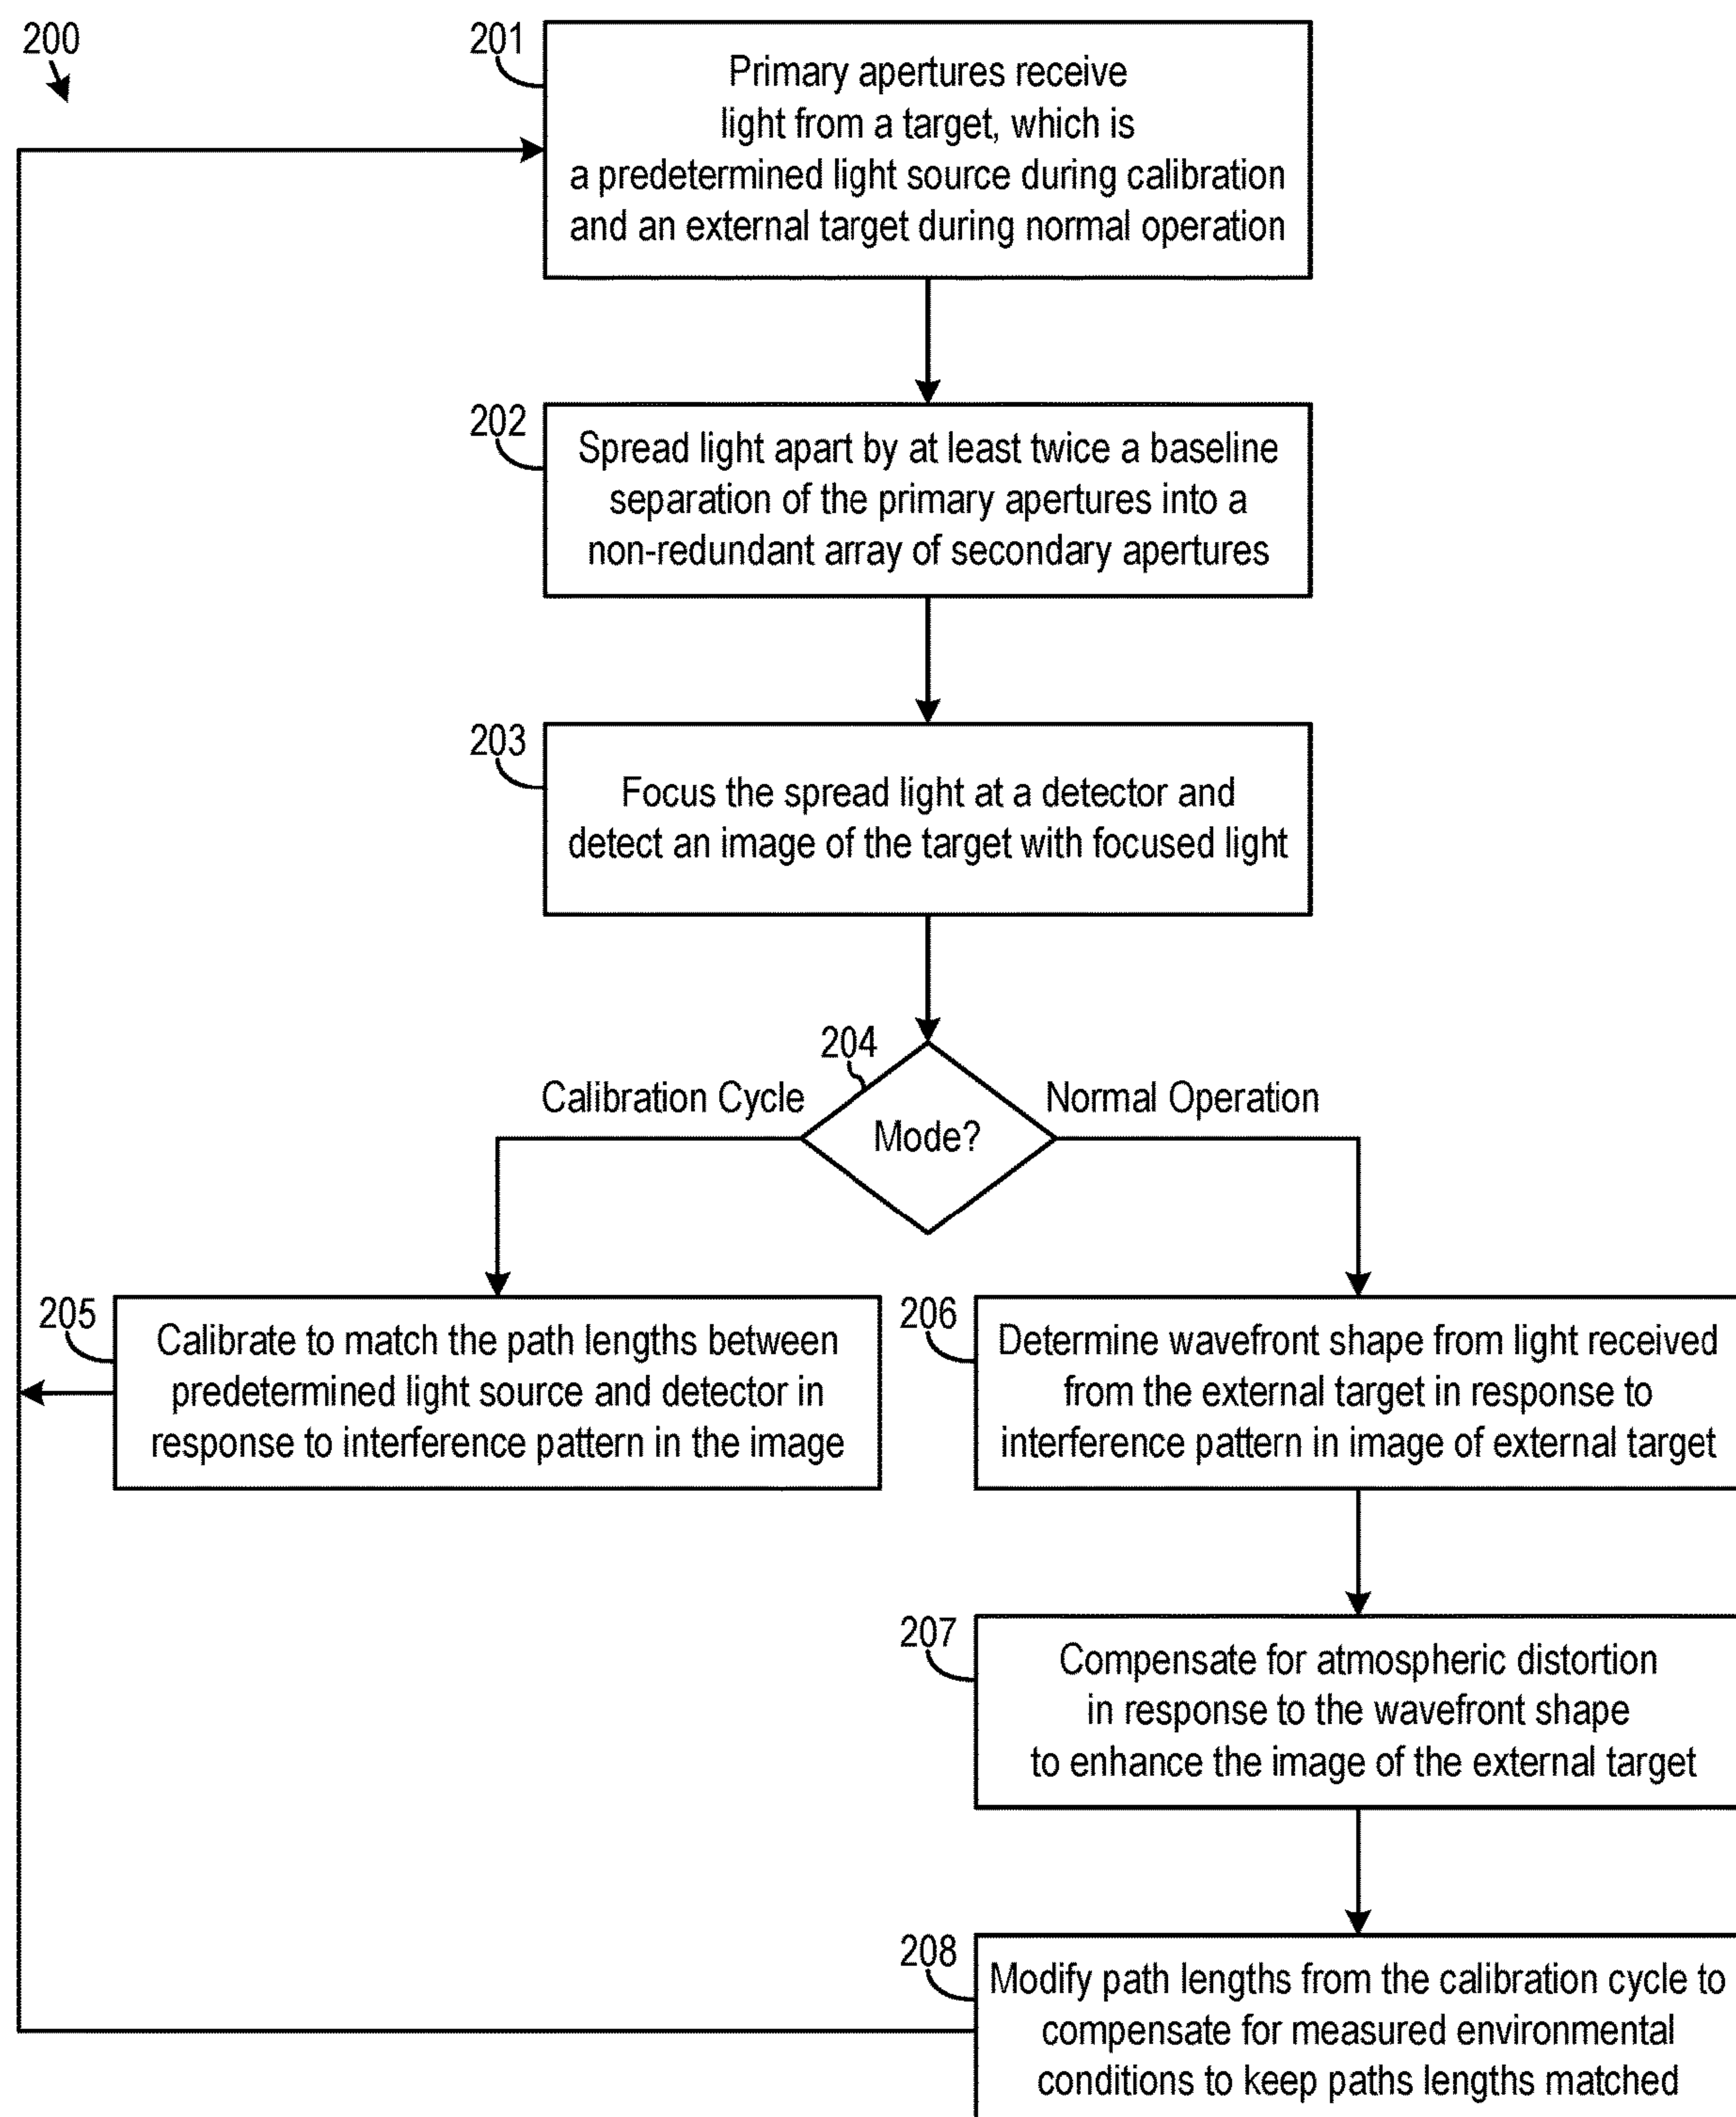 200
201
Primary apertures receive
light from a target, which is
a predetermined light source during calibration
and an external target during normal operation
202
Spread light apart by at least twice a baseline
separation of the primary apertures into a
non-redundant array of secondary apertures
203
Focus the spread light at a detector and
detect an image of the target with focused light
204
Calibration Cycle
Mode?
Normal Operation
205
Calibrate to match the path lengths between
predetermined light source and detector in
response to interference pattern in the image
206
Determine wavefront shape from light received
from the external target in response to
interference pattern in image of external target
207
Compensate for atmospheric distortion
in response to the wavefront shape
to enhance the image of the external target
208
Modify path lengths from the calibration cycle to
compensate for measured environmental
conditions to keep paths lengths matched